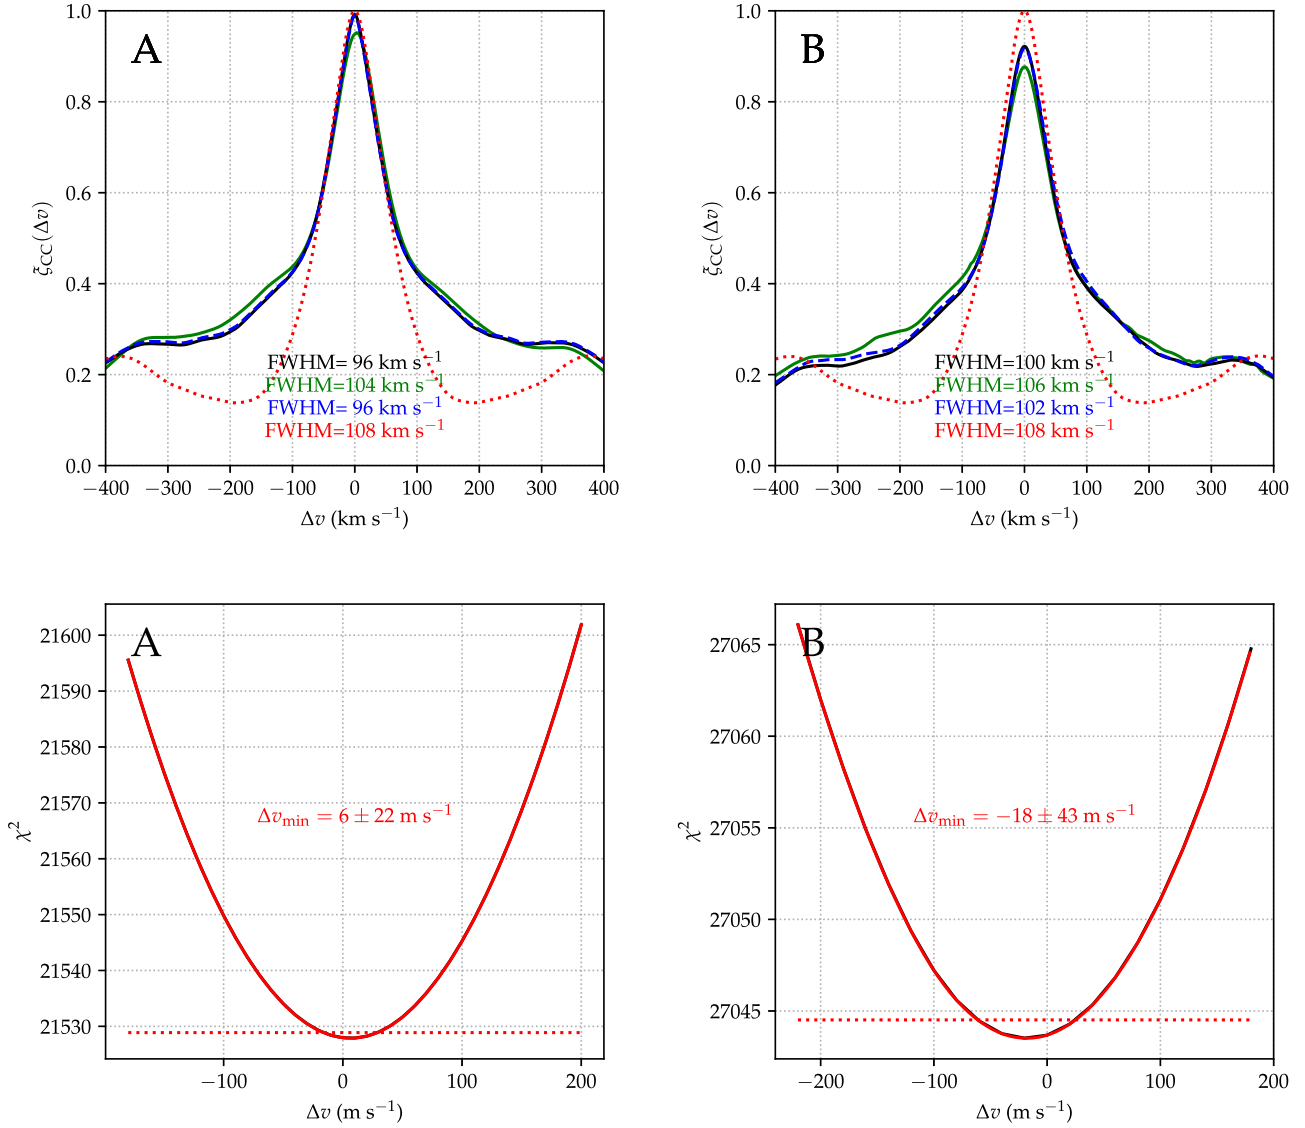 A
1.0
0.8
0.6
0.4
0.2
0.0
ξCC(Δv)
FWHM= 96 km s⁻¹
FWHM=104 km s⁻¹
FWHM= 96 km s⁻¹
FWHM=108 km s⁻¹
−400 −300 −200 −100 0 100 200 300 400
Δv (km s⁻¹)
B
1.0
0.8
0.6
0.4
0.2
0.0
ξCC(Δv)
FWHM=100 km s⁻¹
FWHM=106 km s⁻¹
FWHM=102 km s⁻¹
FWHM=108 km s⁻¹
−400 −300 −200 −100 0 100 200 300 400
Δv (km s⁻¹)
A
21600
21590
21580
21570
21560
21550
21540
21530
χ²
Δvmin = 6 ± 22 m s⁻¹
−100 0 100 200
Δv (m s⁻¹)
B
27065
27060
27055
27050
27045
χ²
Δvmin = −18 ± 43 m s⁻¹
−200 −100 0 100 200
Δv (m s⁻¹)